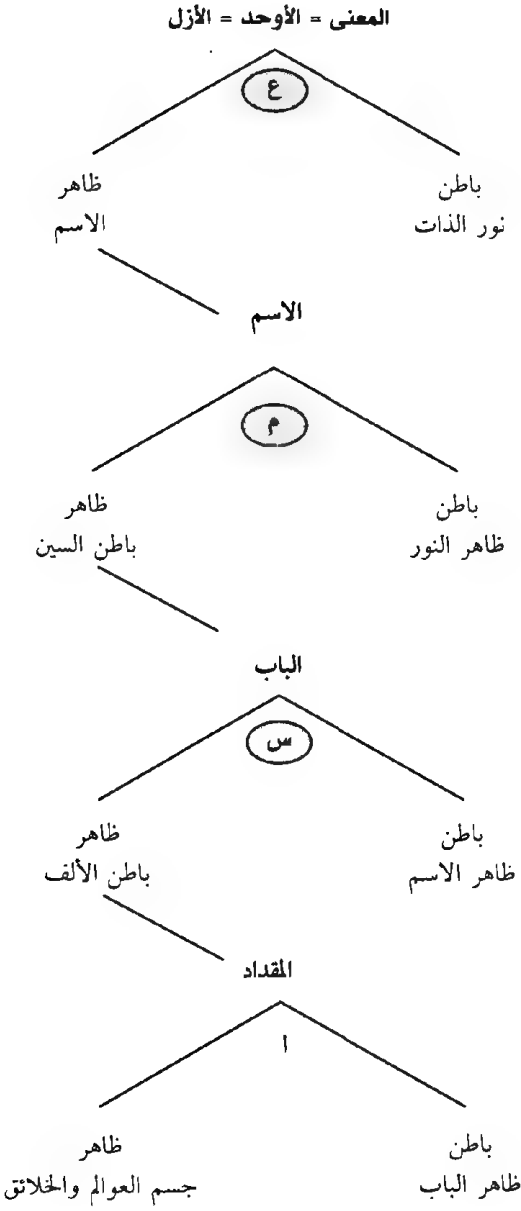 المعنى = الأوحد = الأزل
ع
باطن
نور الذات
ظاهر
الاسم
الاسم
م
باطن
ظاهر النور
ظاهر
باطن السين
الباب
س
باطن
ظاهر الاسم
ظاهر
باطن الألف
المقداد
ا
باطن
ظاهر الباب
ظاهر
جسم العوالم والخلائق